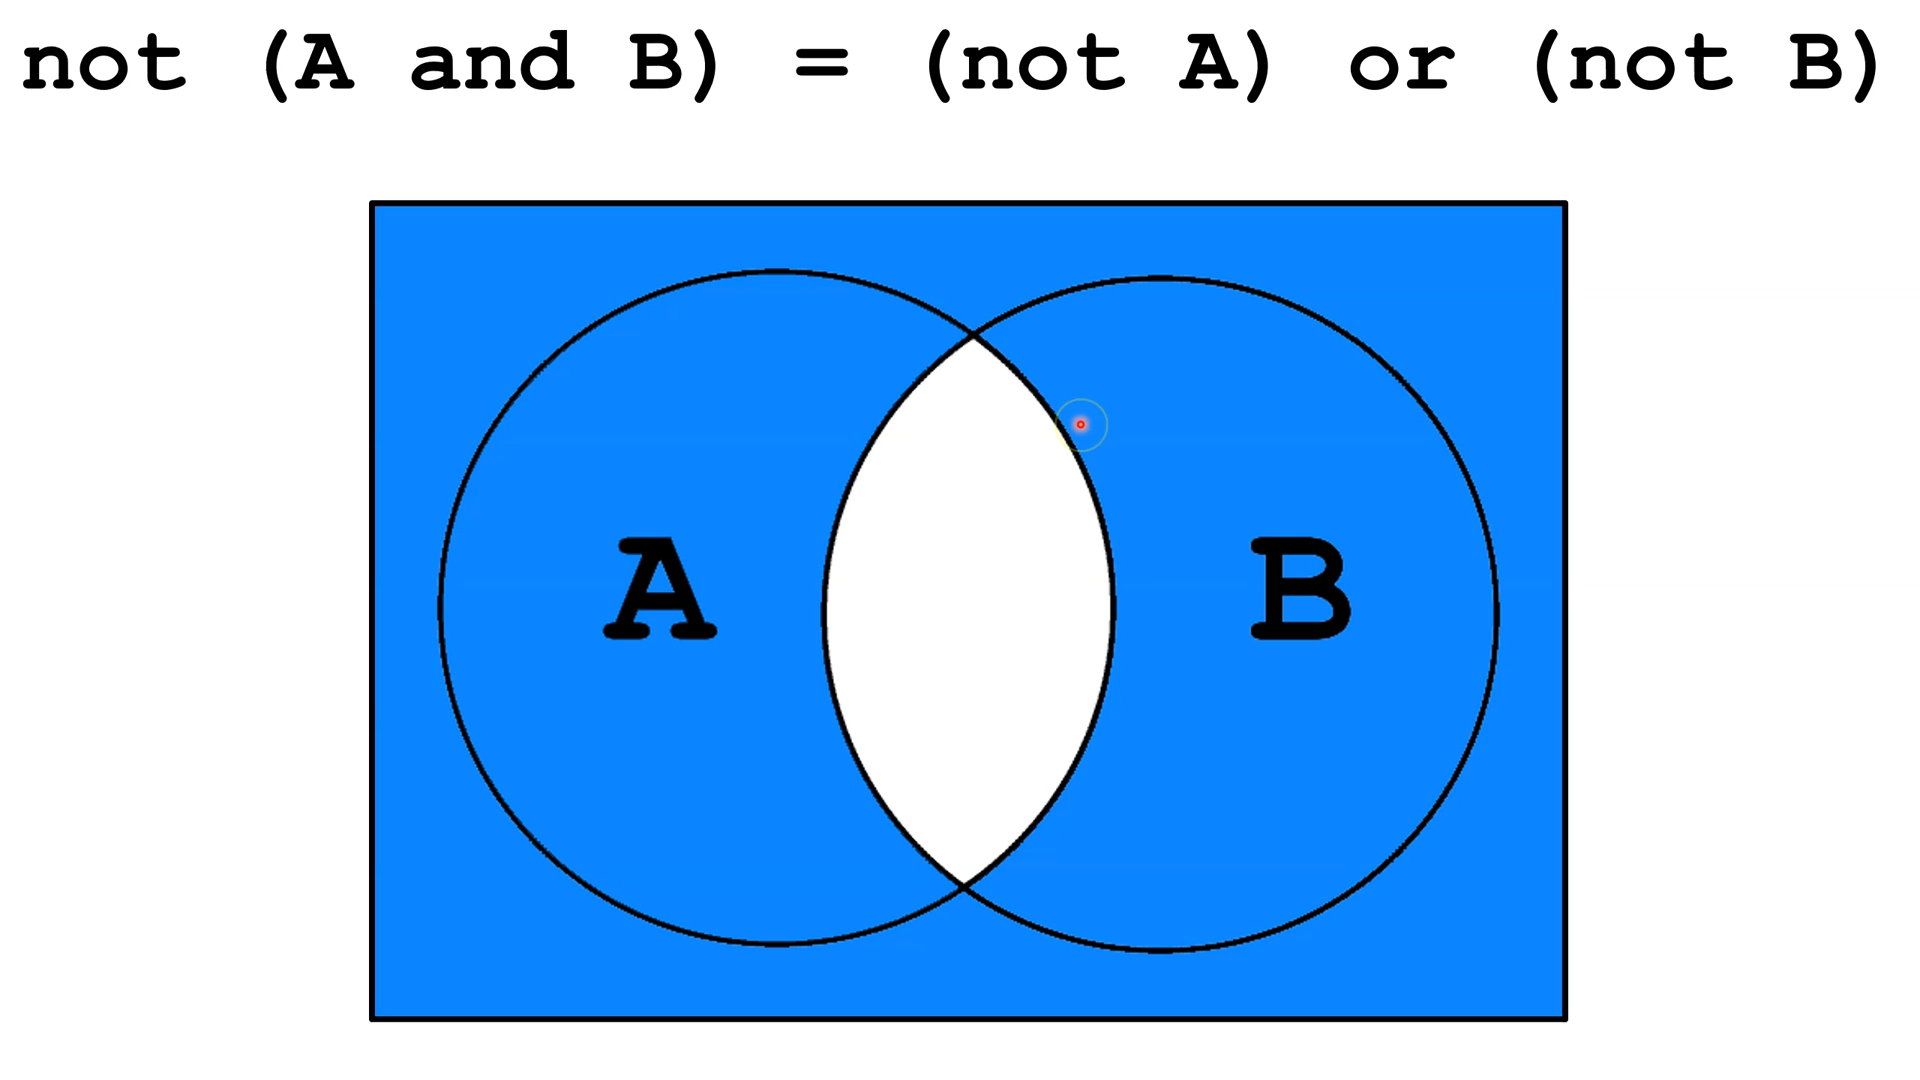 not (A and B) = (not A) or (not B)
A B